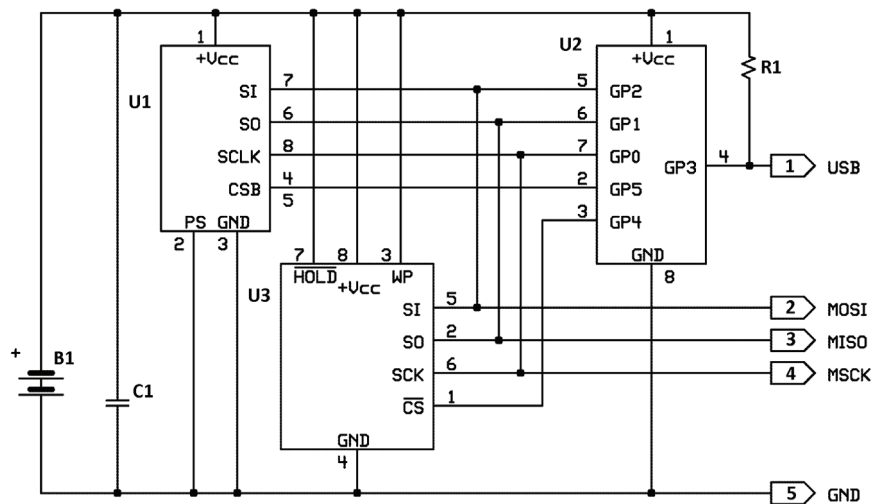 1
+Vcc
U1
SI
7
SO
6
SCLK
8
CSB
4
5
PS
GND
2
3
U2
1
+Vcc
5
GP2
6
GP1
7
GP0
2
GP5
3
GP4
GP3
4
GND
8
R1
1
USB
7
8
3
HOLD
+Vcc
WP
U3
SI
5
SO
2
SCK
6
CS
1
GND
4
2
MOSI
3
MISO
4
MSCK
5
GND
+
B1
C1